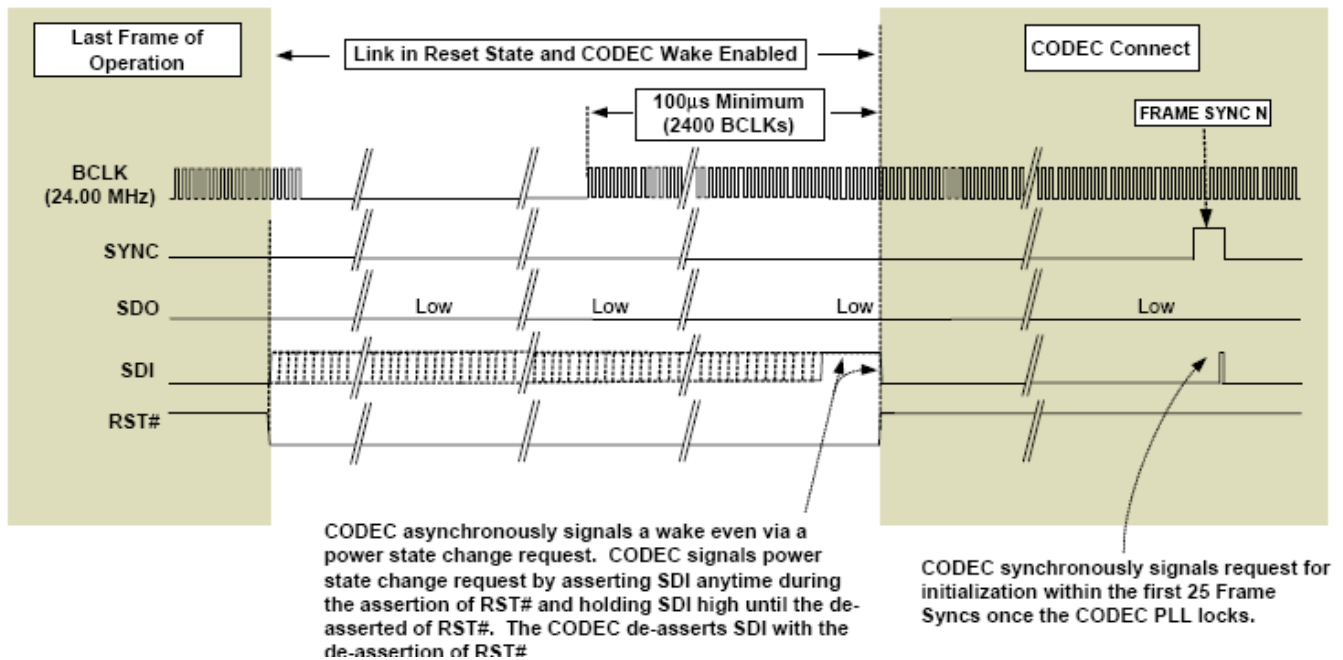 Last Frame of
Operation
Link in Reset State and CODEC Wake Enabled
CODEC Connect
100µs Minimum
(2400 BCLKs)
FRAME SYNC N
BCLK
(24.00 MHz)
SYNC
SDO
Low
Low
Low
Low
SDI
RST#
CODEC asynchronously signals a wake even via a
power state change request. CODEC signals power
state change request by asserting SDI anytime during
the assertion of RST# and holding SDI high until the de-
asserted of RST#. The CODEC de-asserts SDI with the
de-assertion of RST#
CODEC synchronously signals request for
initialization within the first 25 Frame
Syncs once the CODEC PLL locks.